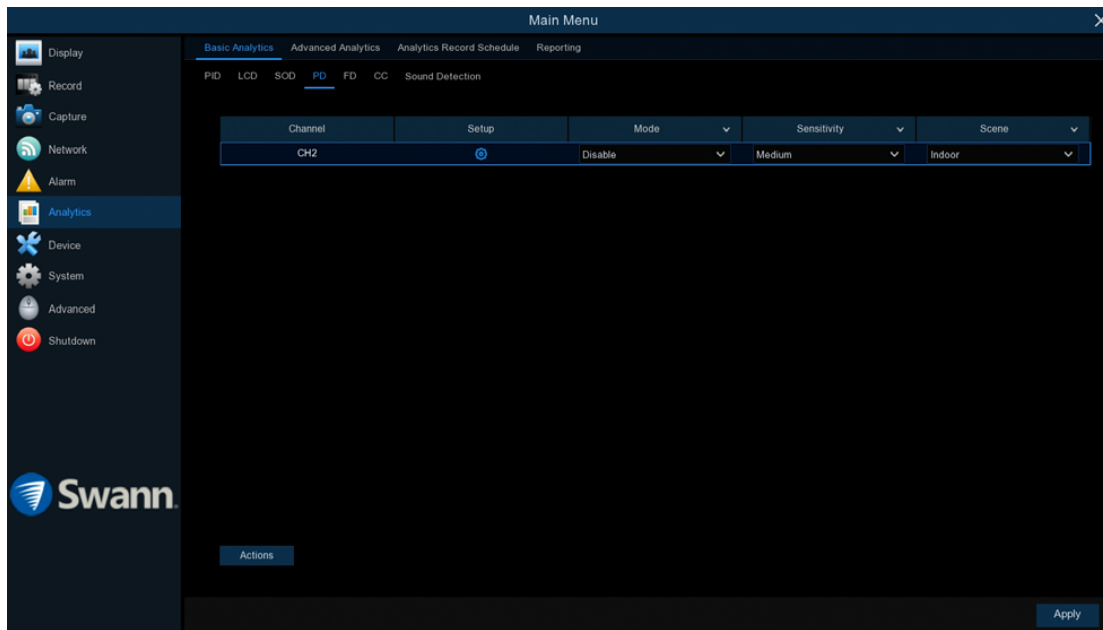 Main Menu
Display
Record
Capture
Network
Alarm
Analytics
Device
System
Advanced
Shutdown
Swann
Basic Analytics Advanced Analytics Analytics Record Schedule Reporting
PID LCD SOD PD FD CC Sound Detection
Channel Setup Mode Sensitivity Scene
CH2 Disable Medium Indoor
Actions
Apply